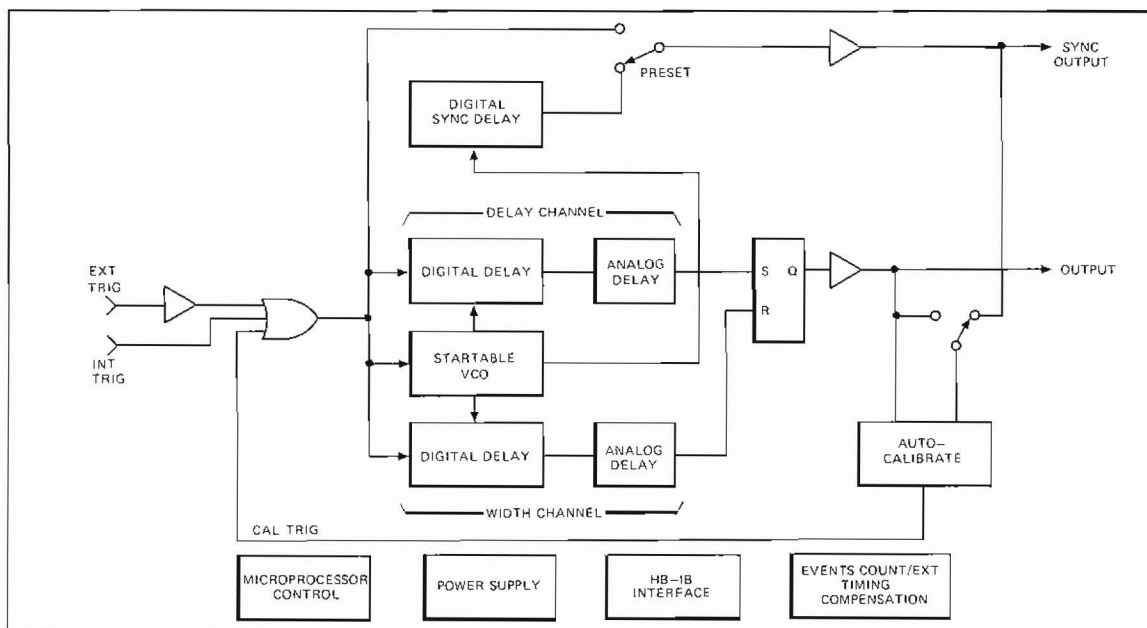 SYNC
OUTPUT
PRESET
DIGITAL
SYNC DELAY
DELAY CHANNEL
DIGITAL DELAY
ANALOG
DELAY
S Q
R
OUTPUT
EXT
TRIG
INT
TRIG
STARTABLE
VCO
DIGITAL DELAY
ANALOG
DELAY
WIDTH CHANNEL
AUTO–
CALIBRATE
CAL TRIG
MICROPROCESSOR
CONTROL
POWER SUPPLY
HB–1B
INTERFACE
EVENTS COUNT/EXT
TIMING
COMPENSATION